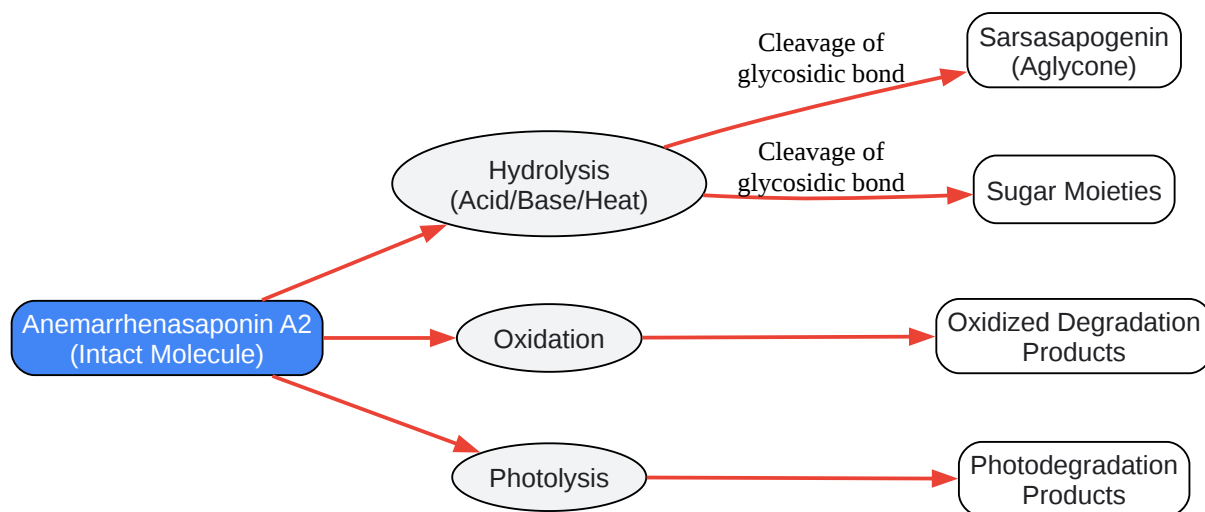 Cleavage of
glycosidic bond
Sarsasapogenin
(Aglycone)
Hydrolysis
(Acid/Base/Heat)
Cleavage of
glycosidic bond
Sugar Moieties
Anemarrhenasaponin A2
(Intact Molecule)
Oxidation
Oxidized Degradation
Products
Photolysis
Photodegradation
Products